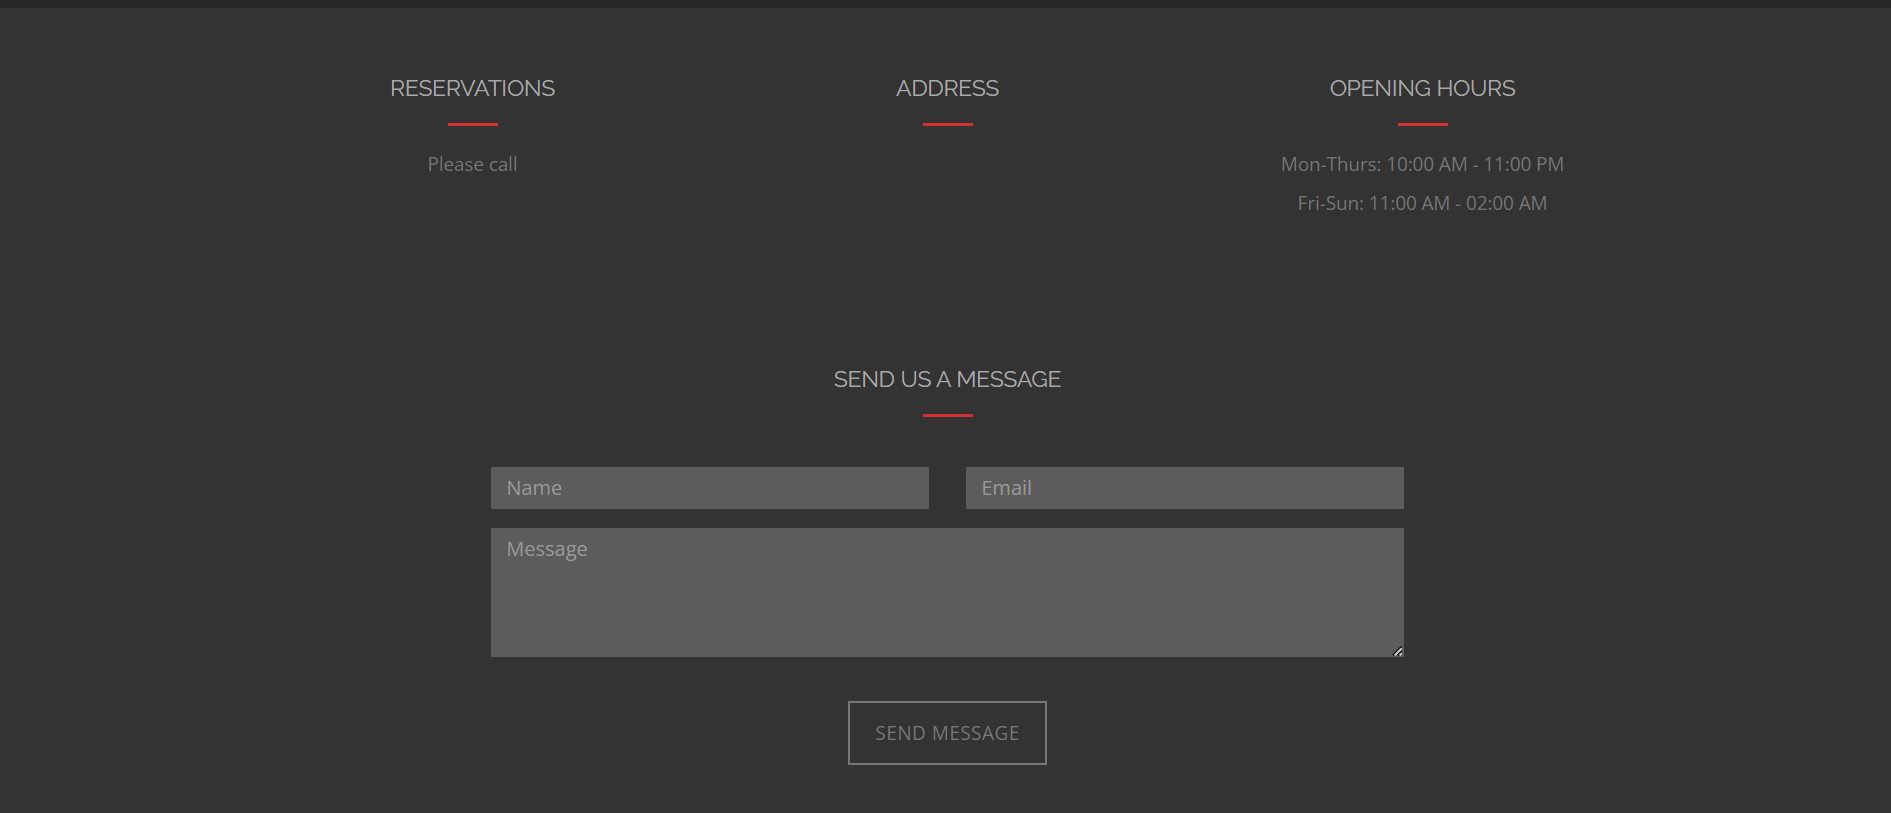 RESERVATIONS
Please call
ADDRESS
OPENING HOURS
Mon-Thurs: 10:00 AM - 11:00 PM
Fri-Sun: 11:00 AM - 02:00 AM
SEND US A MESSAGE
Name
Email
Message
SEND MESSAGE